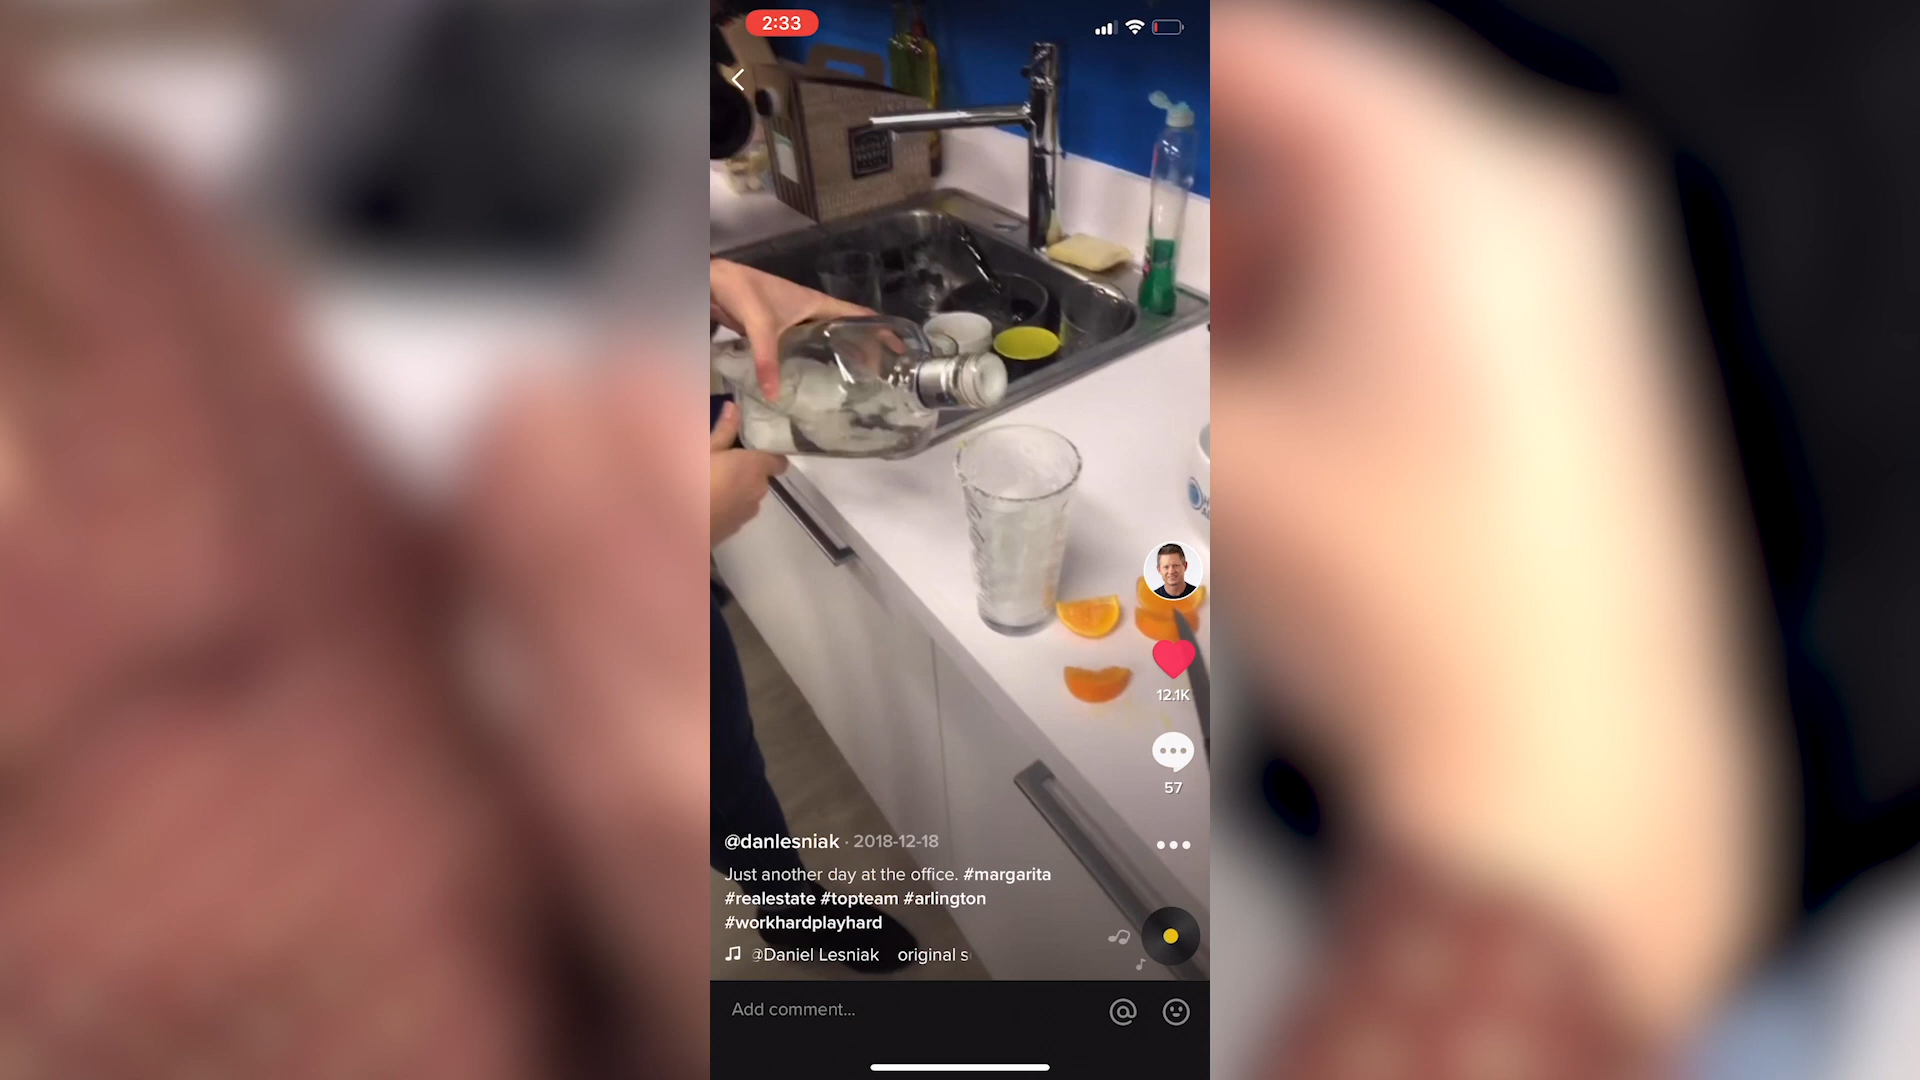 2:33
12.1K
57
@danlesniak · 2018-12-18
Just another day at the office. #margarita
#realestate #topteam #arlington
#workhardplayhard
@Daniel Lesniak original s
Add comment...